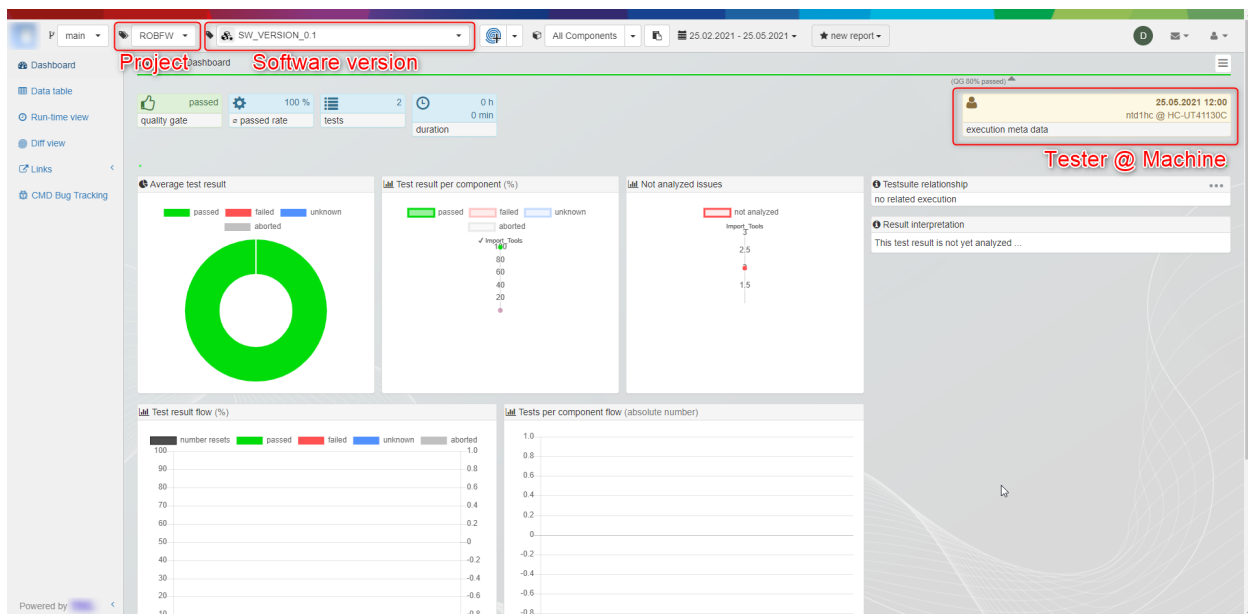 main
ROBFW
SW_VERSION_0.1
All Components
25.02.2021 - 25.05.2021
new report
D
Project
Dashboard
Software version
Dashboard
Data table
Run-time view
Diff view
Links
CMD Bug Tracking
Powered by
(QG 80% passed)
passed
quality gate
100 %
ø passed rate
2
tests
0 h
0 min
duration
25.05.2021 12:00
ntd1hc @ HC-UT41130C
execution meta data
Tester @ Machine
Average test result
passed failed unknown
aborted
Test result per component (%)
passed failed unknown
aborted
✓ Import_Tools
100
80
60
40
20
Not analyzed issues
not analyzed
Import_Tools
3
2.5
2
1.5
Testsuite relationship
no related execution
Result interpretation
This test result is not yet analyzed ...
Test result flow (%)
number resets passed failed unknown aborted
100 1.0
90 0.8
80 0.6
70 0.4
60 0.2
50 0
40 -0.2
30 -0.4
20 -0.6
10 -0.8
Tests per component flow (absolute number)
1.0
0.8
0.6
0.4
0.2
0
-0.2
-0.4
-0.6
-0.8